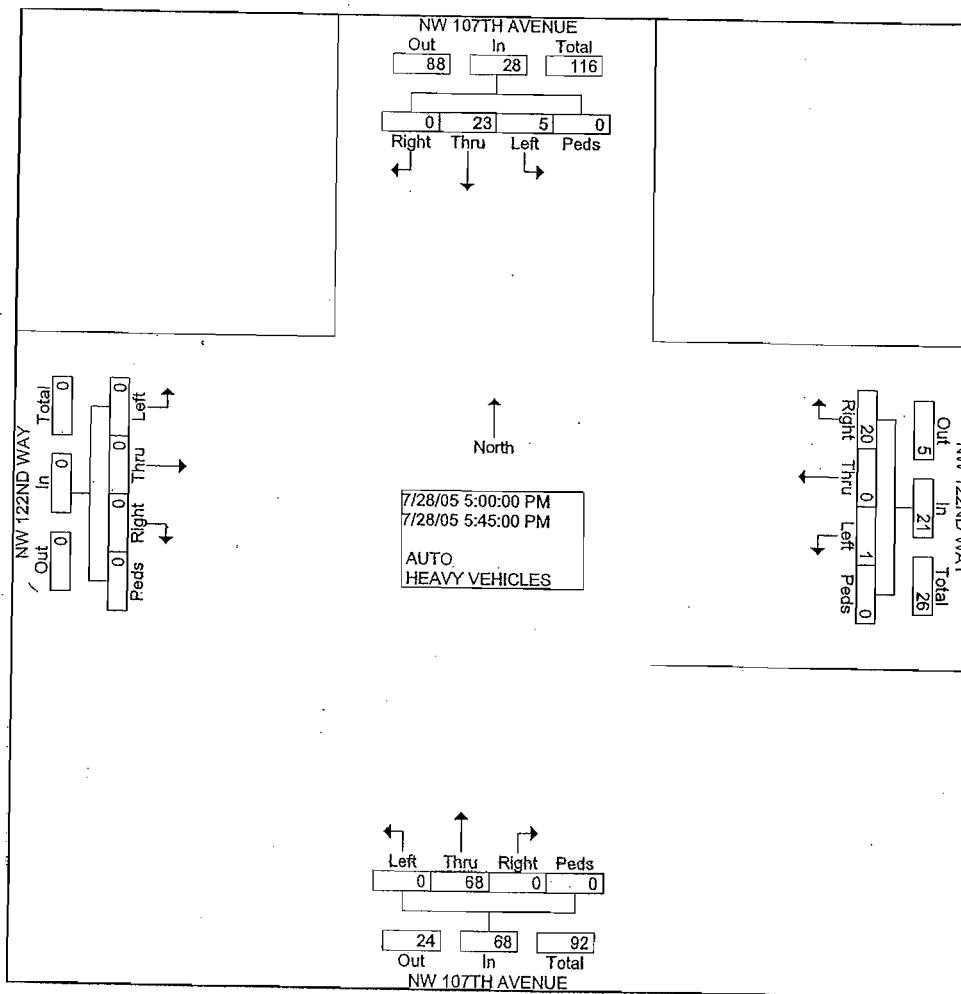 NW 107TH AVENUE
Out In Total
88 28 116
0 23 5 0
Right Thru Left Peds
NW 122ND WAY
Total In Out
0 0 0
0 0 0 0
Left Thru Right Peds
North
7/28/05 5:00:00 PM
7/28/05 5:45:00 PM
AUTO
HEAVY VEHICLES
Right Thru Left Peds
20 0 1 0
Out In Total
5 21 26
NW 122ND WAY
Left Thru Right Peds
0 68 0 0
24 68 92
Out In Total
NW 107TH AVENUE